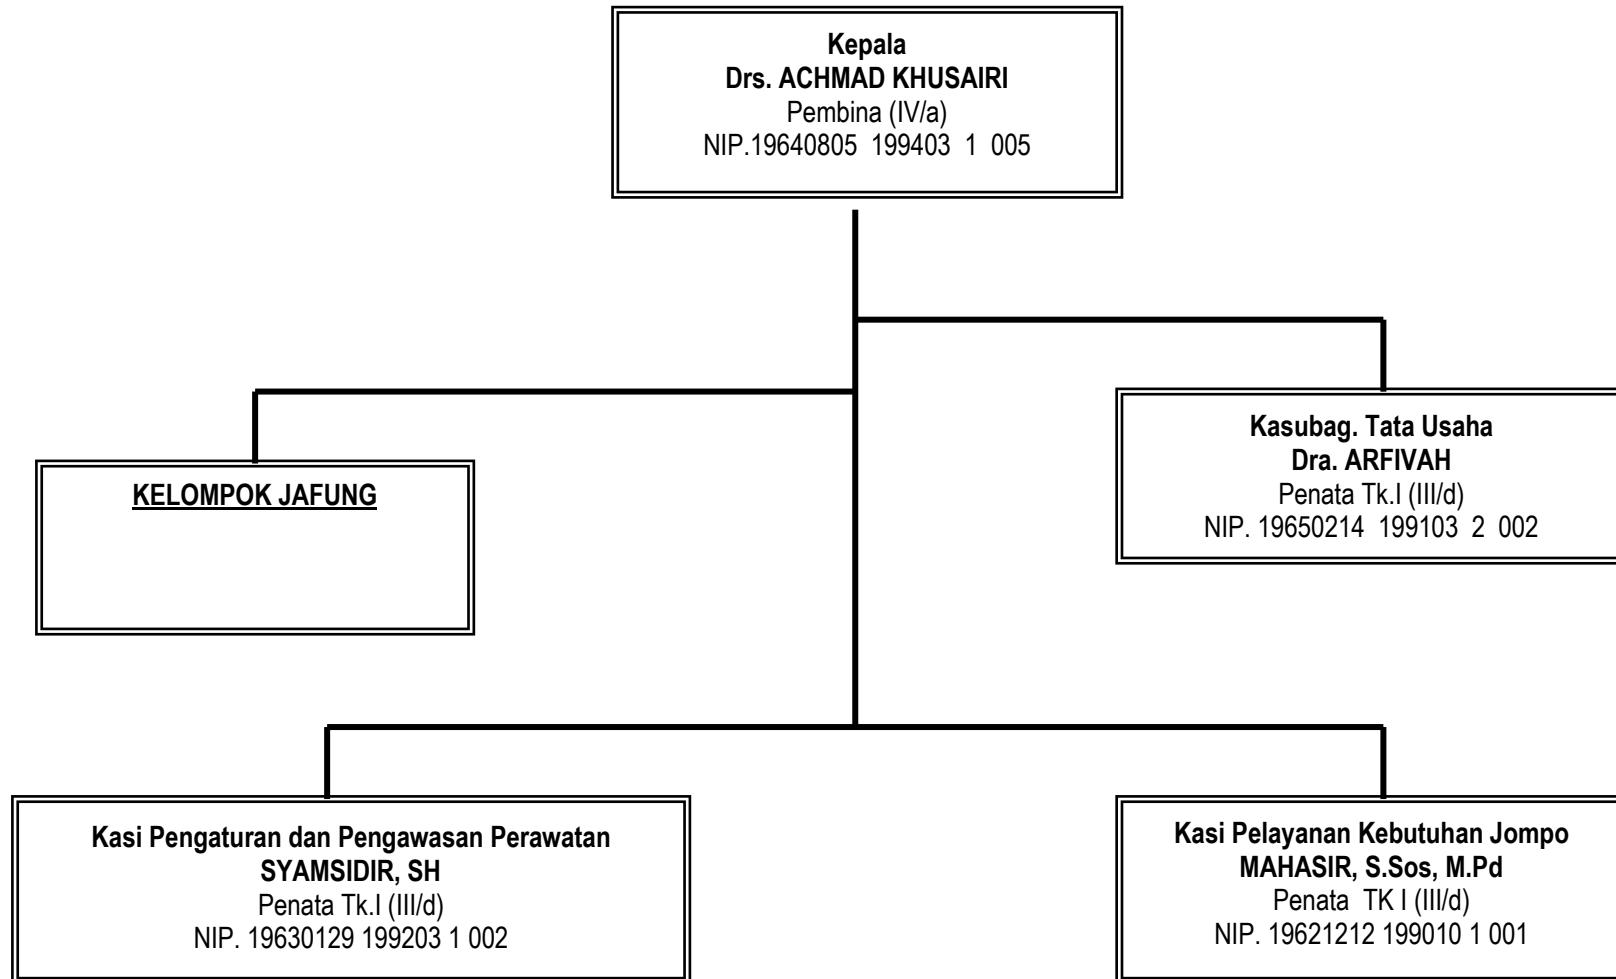 Kepala
Drs. ACHMAD KHUSAIRI
Pembina (IV/a)
NIP.19640805 199403 1 005
Kasubag. Tata Usaha
Dra. ARFIVAH
Penata Tk.I (III/d)
NIP. 19650214 199103 2 002
KELOMPOK JAFUNG
Kasi Pengaturan dan Pengawasan Perawatan
SYAMSIDIR, SH
Penata Tk.I (III/d)
NIP. 19630129 199203 1 002
Kasi Pelayanan Kebutuhan Jompo
MAHASIR, S.Sos, M.Pd
Penata TK I (III/d)
NIP. 19621212 199010 1 001